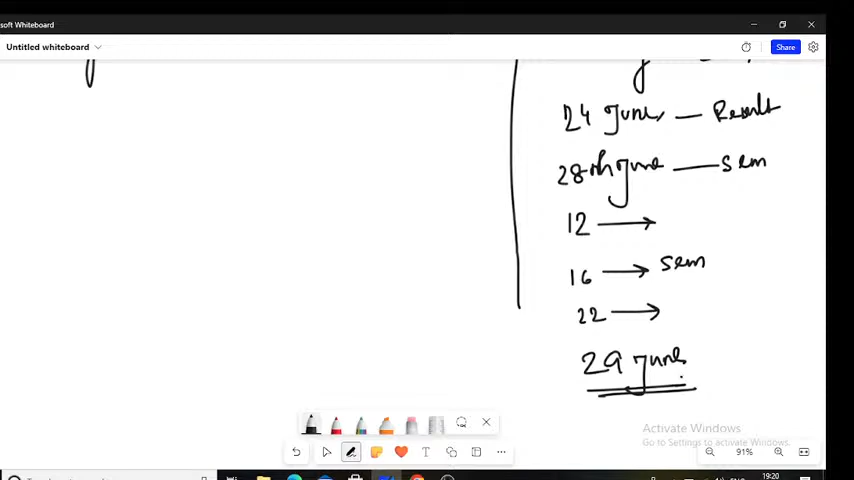 soft Whiteboard
Untitled whiteboard
Share
24 June — Result
28th June — Sem
12 →
16 → Sem
22 →
29 June
Activate Windows
Go to Settings to activate Windows.
91%
19:20